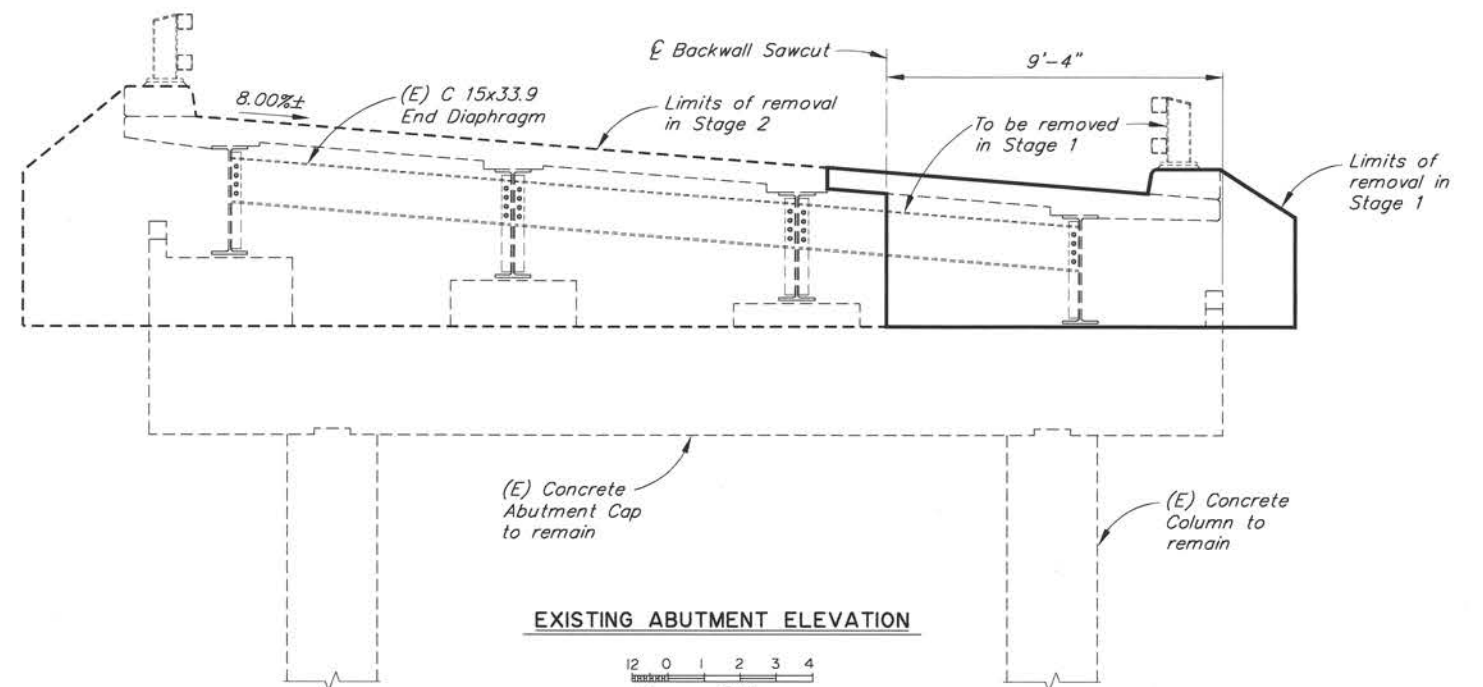 ℄ Backwall Sawcut
9'-4"
8.00%±
(E) C 15x33.9
End Diaphragm
Limits of removal
in Stage 2
To be removed
in Stage 1
Limits of
removal in
Stage 1
(E) Concrete
Abutment Cap
to remain
(E) Concrete
Column to
remain
EXISTING ABUTMENT ELEVATION
12 0 1 2 3 4